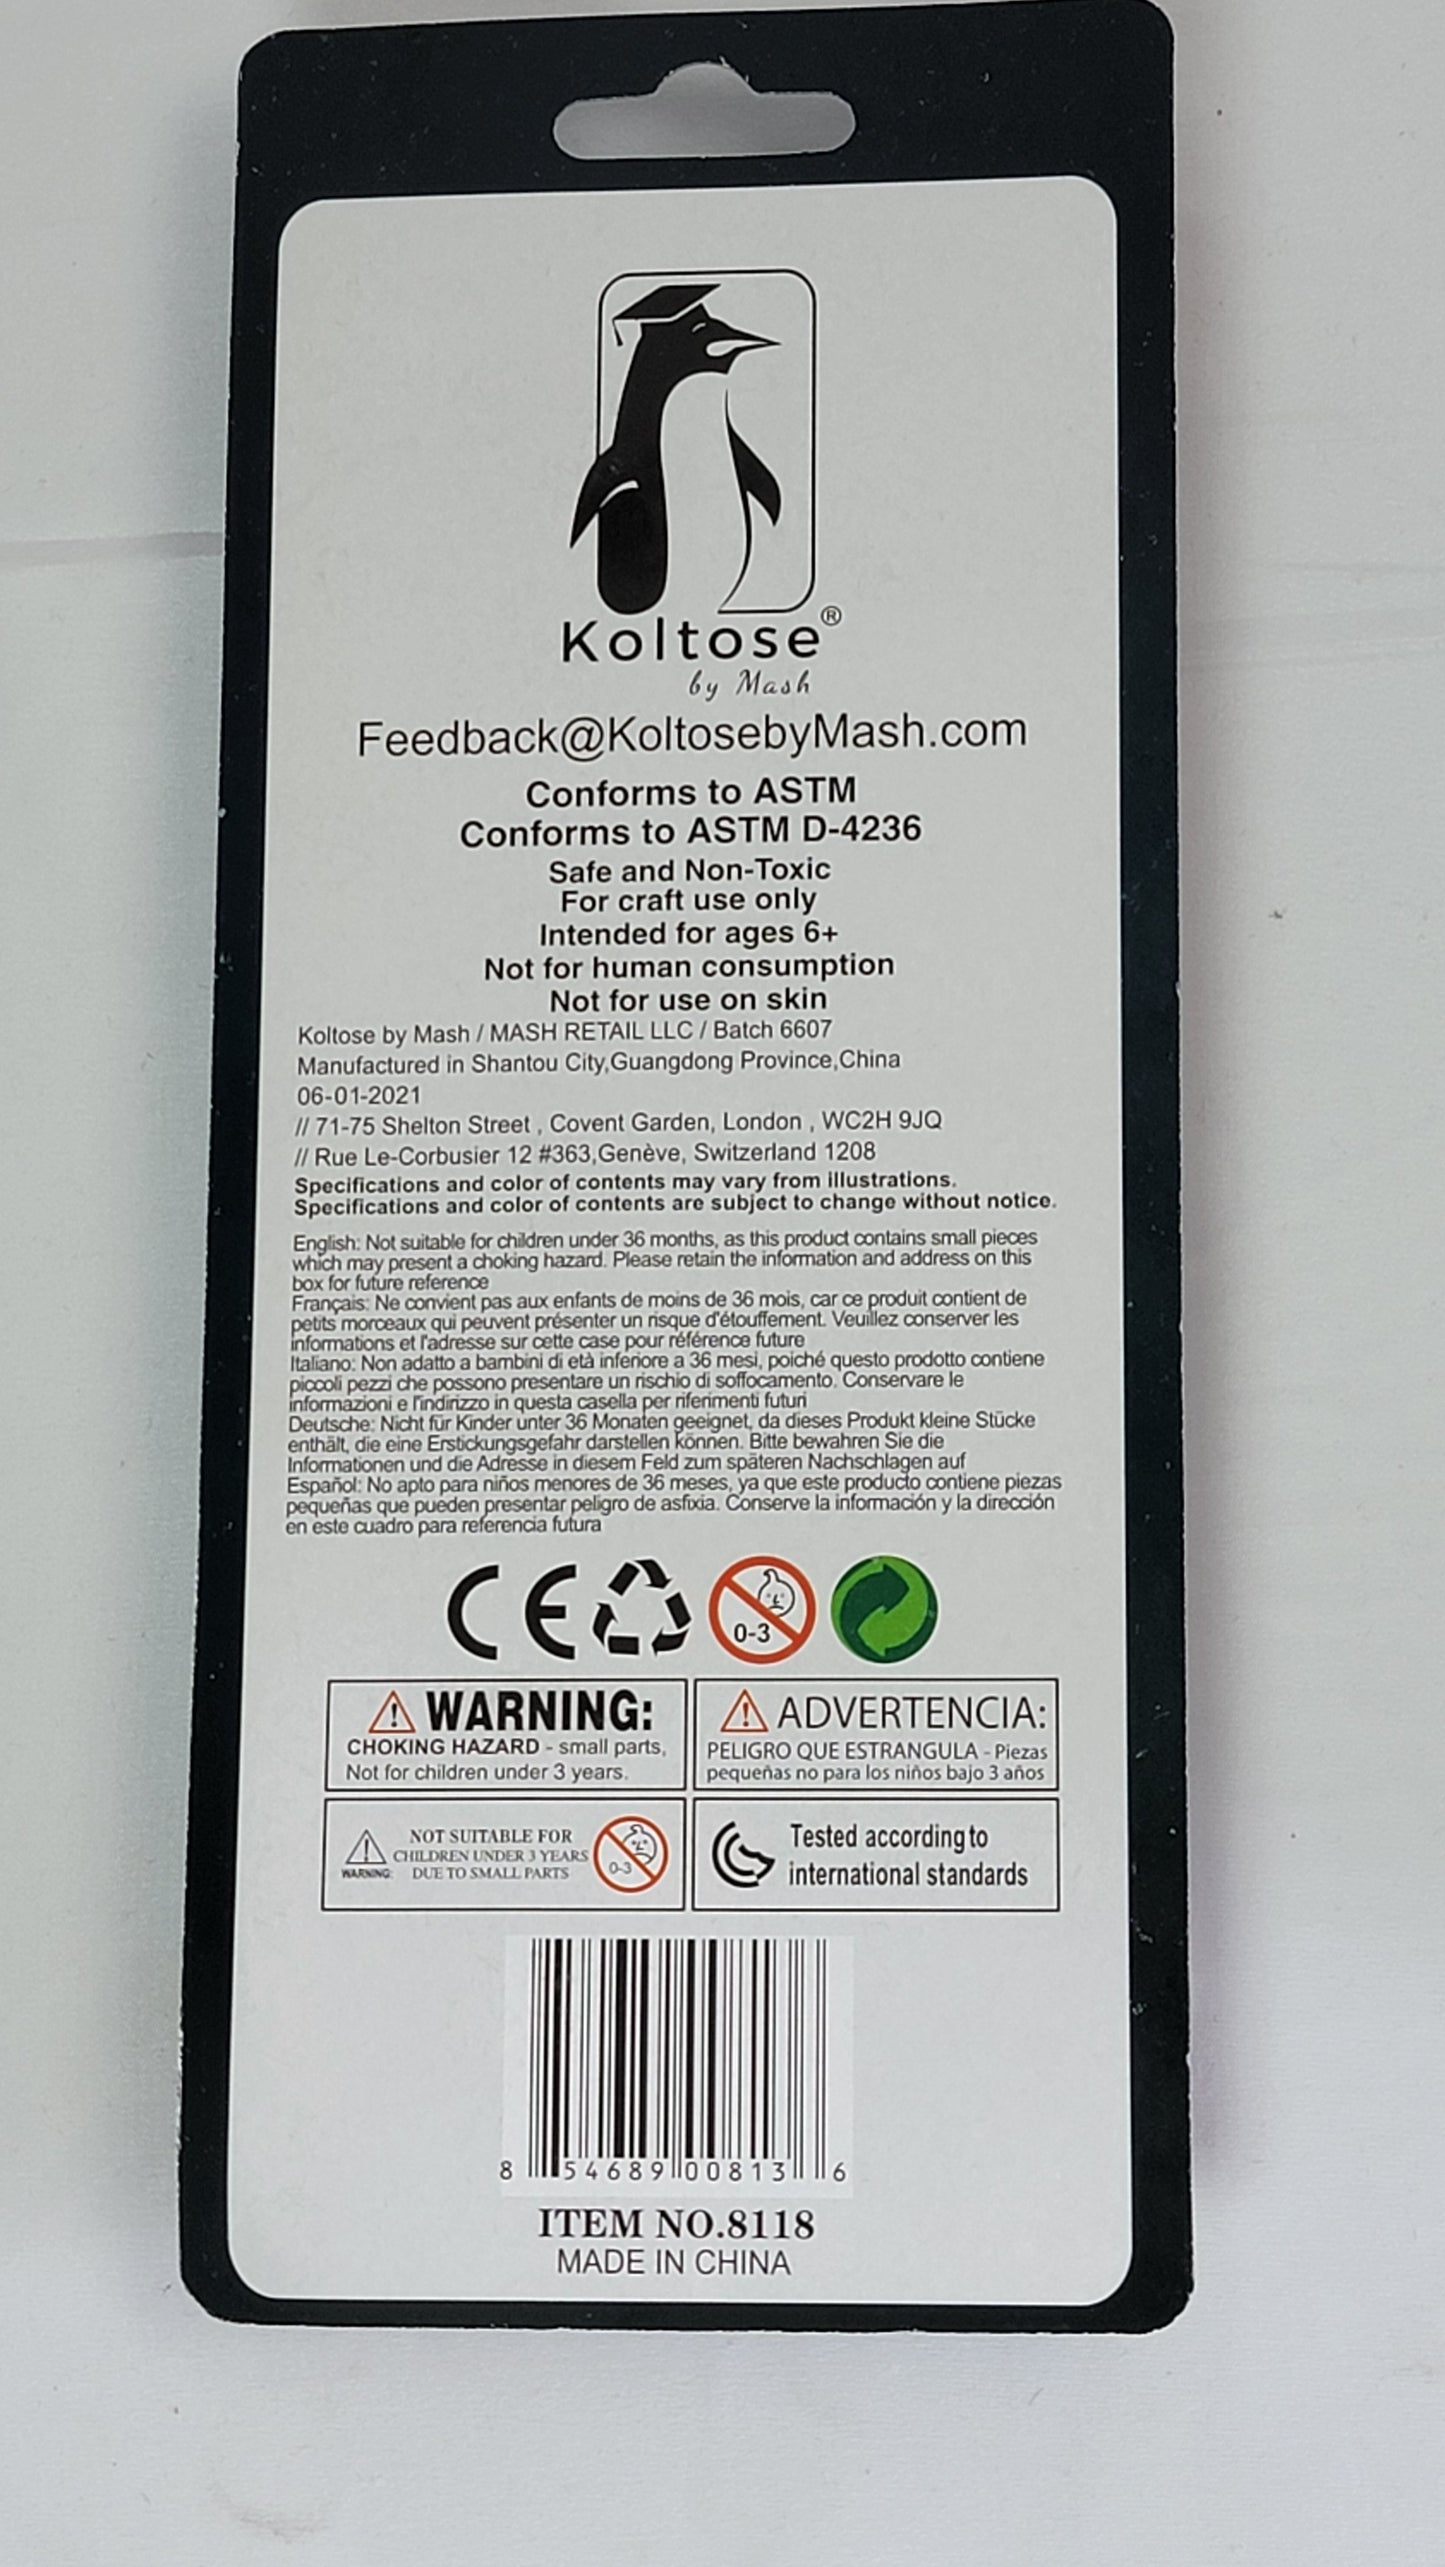 Koltose®
by Mash
Feedback@KoltosebyMash.com
Conforms to ASTM
Conforms to ASTM D-4236
Safe and Non-Toxic
For craft use only
Intended for ages 6+
Not for human consumption
Not for use on skin
Koltose by Mash / MASH RETAIL LLC / Batch 6607
Manufactured in Shantou City,Guangdong Province,China
06-01-2021
// 71-75 Shelton Street , Covent Garden, London , WC2H 9JQ
// Rue Le-Corbusier 12 #363,Genève, Switzerland 1208
Specifications and color of contents may vary from illustrations.
Specifications and color of contents are subject to change without notice.
English: Not suitable for children under 36 months, as this product contains small pieces
which may present a choking hazard. Please retain the information and address on this
box for future reference
Français: Ne convient pas aux enfants de moins de 36 mois, car ce produit contient de
petits morceaux qui peuvent présenter un risque d'étouffement. Veuillez conserver les
informations et l'adresse sur cette case pour référence future
Italiano: Non adatto a bambini di età inferiore a 36 mesi, poiché questo prodotto contiene
piccoli pezzi che possono presentare un rischio di soffocamento. Conservare le
informazioni e l'indirizzo in questa casella per riferimenti futuri
Deutsche: Nicht für Kinder unter 36 Monaten geeignet, da dieses Produkt kleine Stücke
enthält, die eine Erstickungsgefahr darstellen können. Bitte bewahren Sie die
Informationen und die Adresse in diesem Feld zum späteren Nachschlagen auf
Español: No apto para niños menores de 36 meses, ya que este producto contiene piezas
pequeñas que pueden presentar peligro de asfixia. Conserve la información y la dirección
en este cuadro para referencia futura
CE 0-3
WARNING:
CHOKING HAZARD - small parts,
Not for children under 3 years.
ADVERTENCIA:
PELIGRO QUE ESTRANGULA - Piezas
pequeñas no para los niños bajo 3 años
WARNING:
NOT SUITABLE FOR
CHILDREN UNDER 3 YEARS
DUE TO SMALL PARTS
0-3
Tested according to
international standards
8 54689 00813 6
ITEM NO.8118
MADE IN CHINA